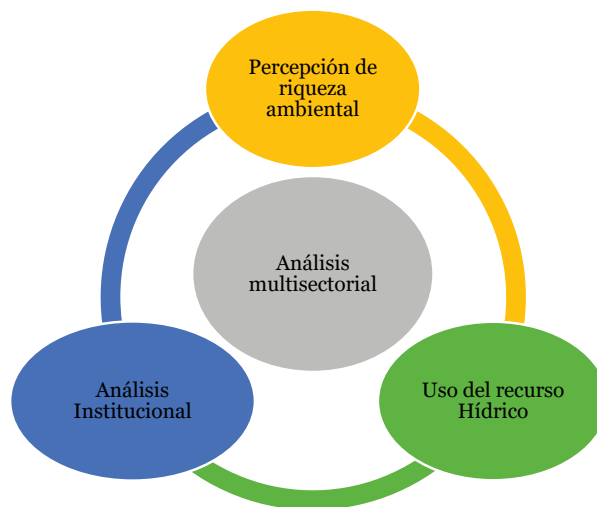 Percepción de
riqueza
ambiental
Análisis
multisectorial
Análisis
Institucional
Uso del recurso
Hídrico